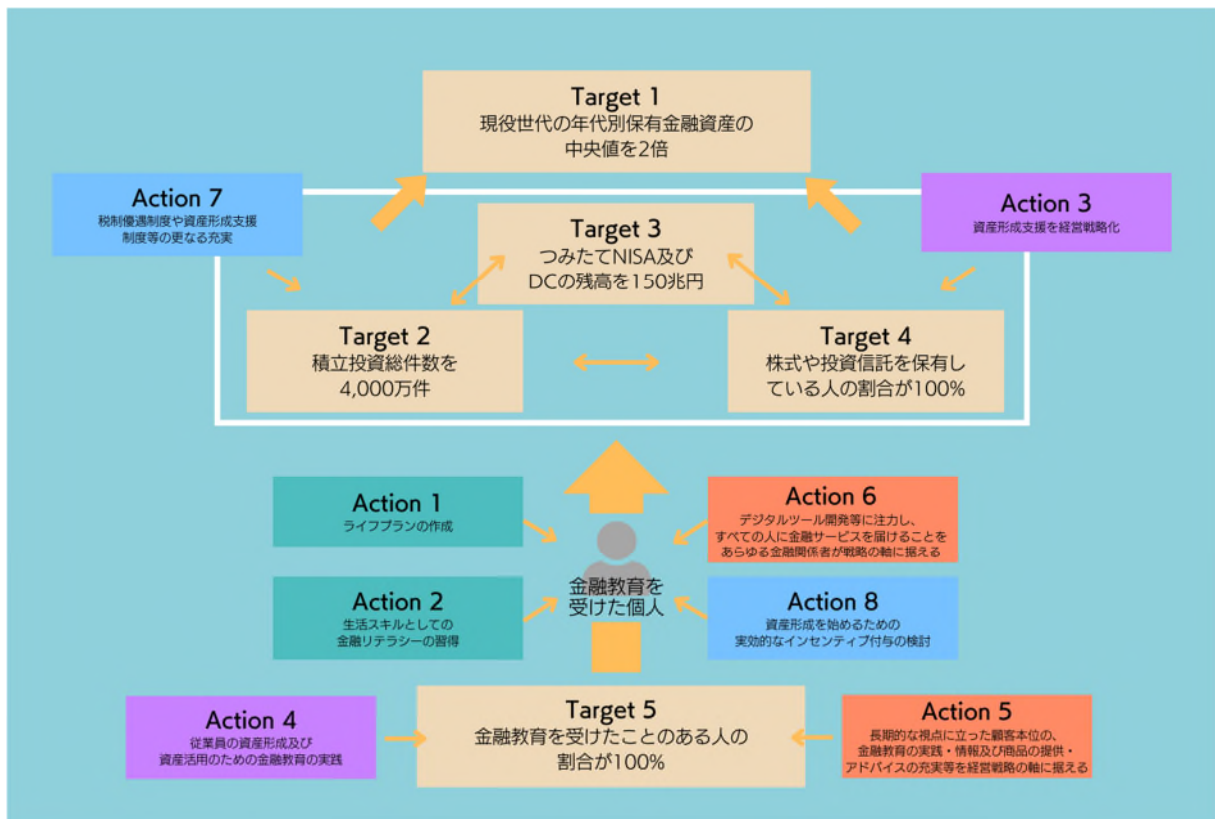 Target 1
現役世代の年代別保有金融資産の
中央値を2倍
Action 7
税制優遇制度や資産形成支援
制度等の更なる充実
Action 3
資産形成支援を経営戦略化
Target 3
つみたてNISA及び
DCの残高を150兆円
Target 2
積立投資総件数を
4,000万件
Target 4
株式や投資信託を保有し
ている人の割合が100%
Action 1
ライフプランの作成
Action 6
デジタルツール開発等に注力し、
すべての人に金融サービスを届けることを
あらゆる金融関係者が戦略の軸に据える
金融教育を
受けた個人
Action 2
生活スキルとしての
金融リテラシーの習得
Action 8
資産形成を始めるための
実効的なインセンティブ付与の検討
Action 4
従業員の資産形成及び
資産活用のための金融教育の実践
Target 5
金融教育を受けたことのある人の
割合が100%
Action 5
長期的な視点に立った顧客本位の、
金融教育の実践・情報及び商品の提供・
アドバイスの充実等を経営戦略の軸に据える